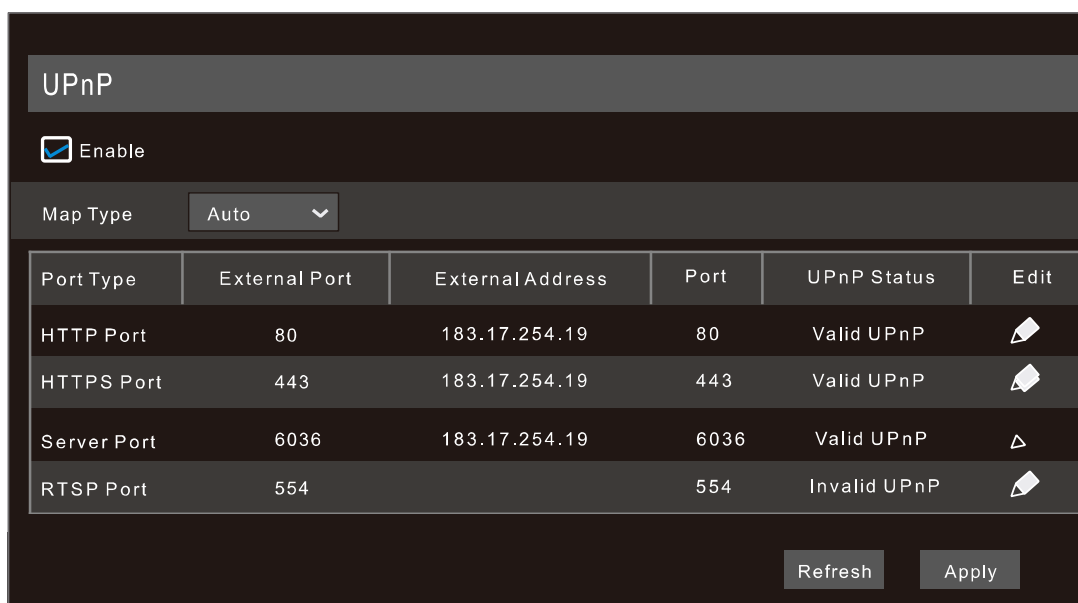 UPnP
Enable
Map Type Auto
Port Type External Port External Address Port UPnP Status Edit
HTTP Port 80 183.17.254.19 80 Valid UPnP
HTTPS Port 443 183.17.254.19 443 Valid UPnP
Server Port 6036 183.17.254.19 6036 Valid UPnP
RTSP Port 554 554 Invalid UPnP
Refresh Apply